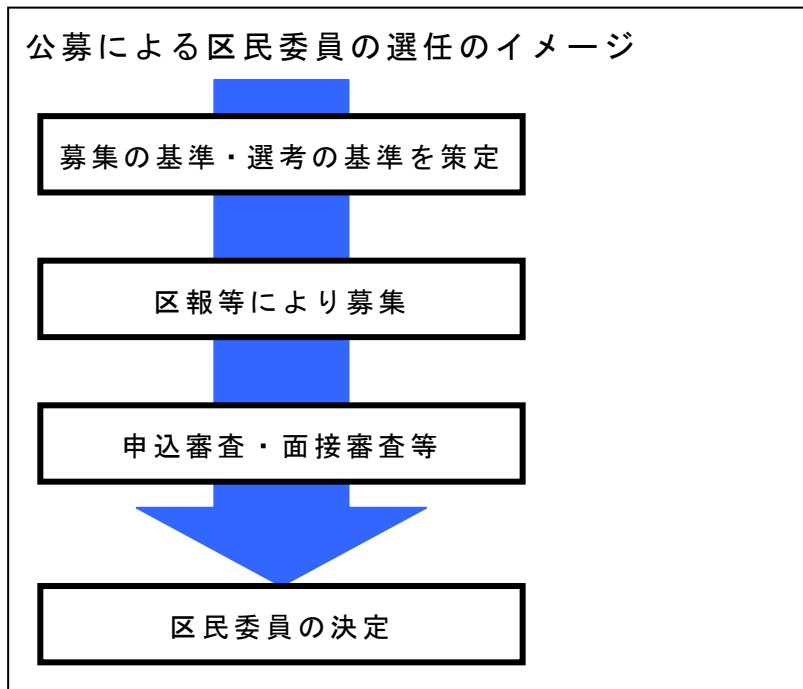 公募による区民委員の選任のイメージ
募集の基準・選考の基準を策定
区報等により募集
申込審査・面接審査等
区民委員の決定